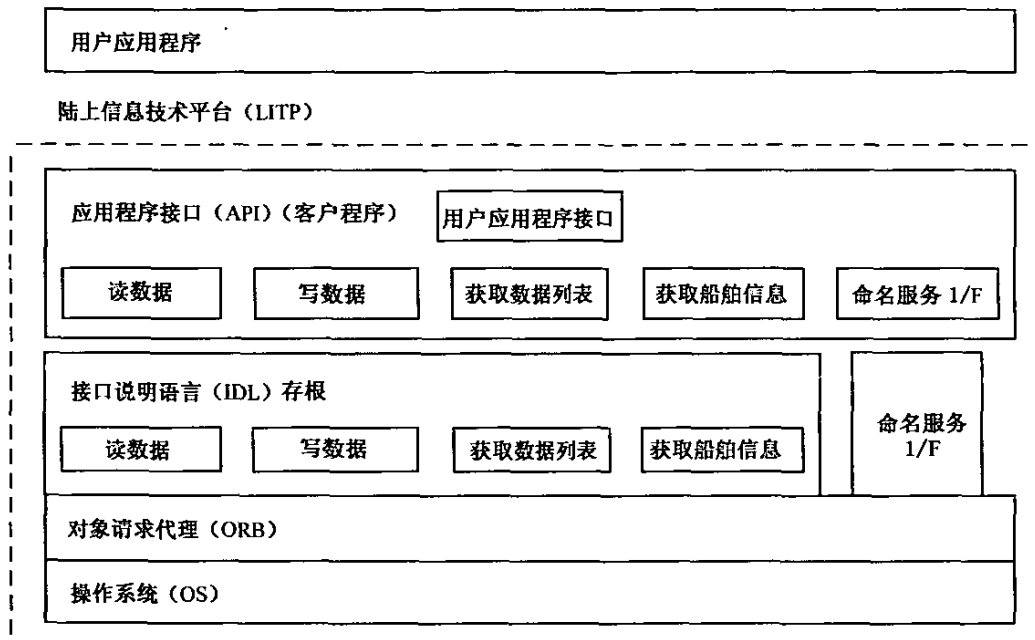 用户应用程序
陆上信息技术平台（LITP）
应用程序接口（API）（客户程序）
用户应用程序接口
读数据
写数据
获取数据列表
获取船舶信息
命名服务 1/F
接口说明语言（IDL）存根
读数据
写数据
获取数据列表
获取船舶信息
命名服务
1/F
对象请求代理（ORB）
操作系统（OS）